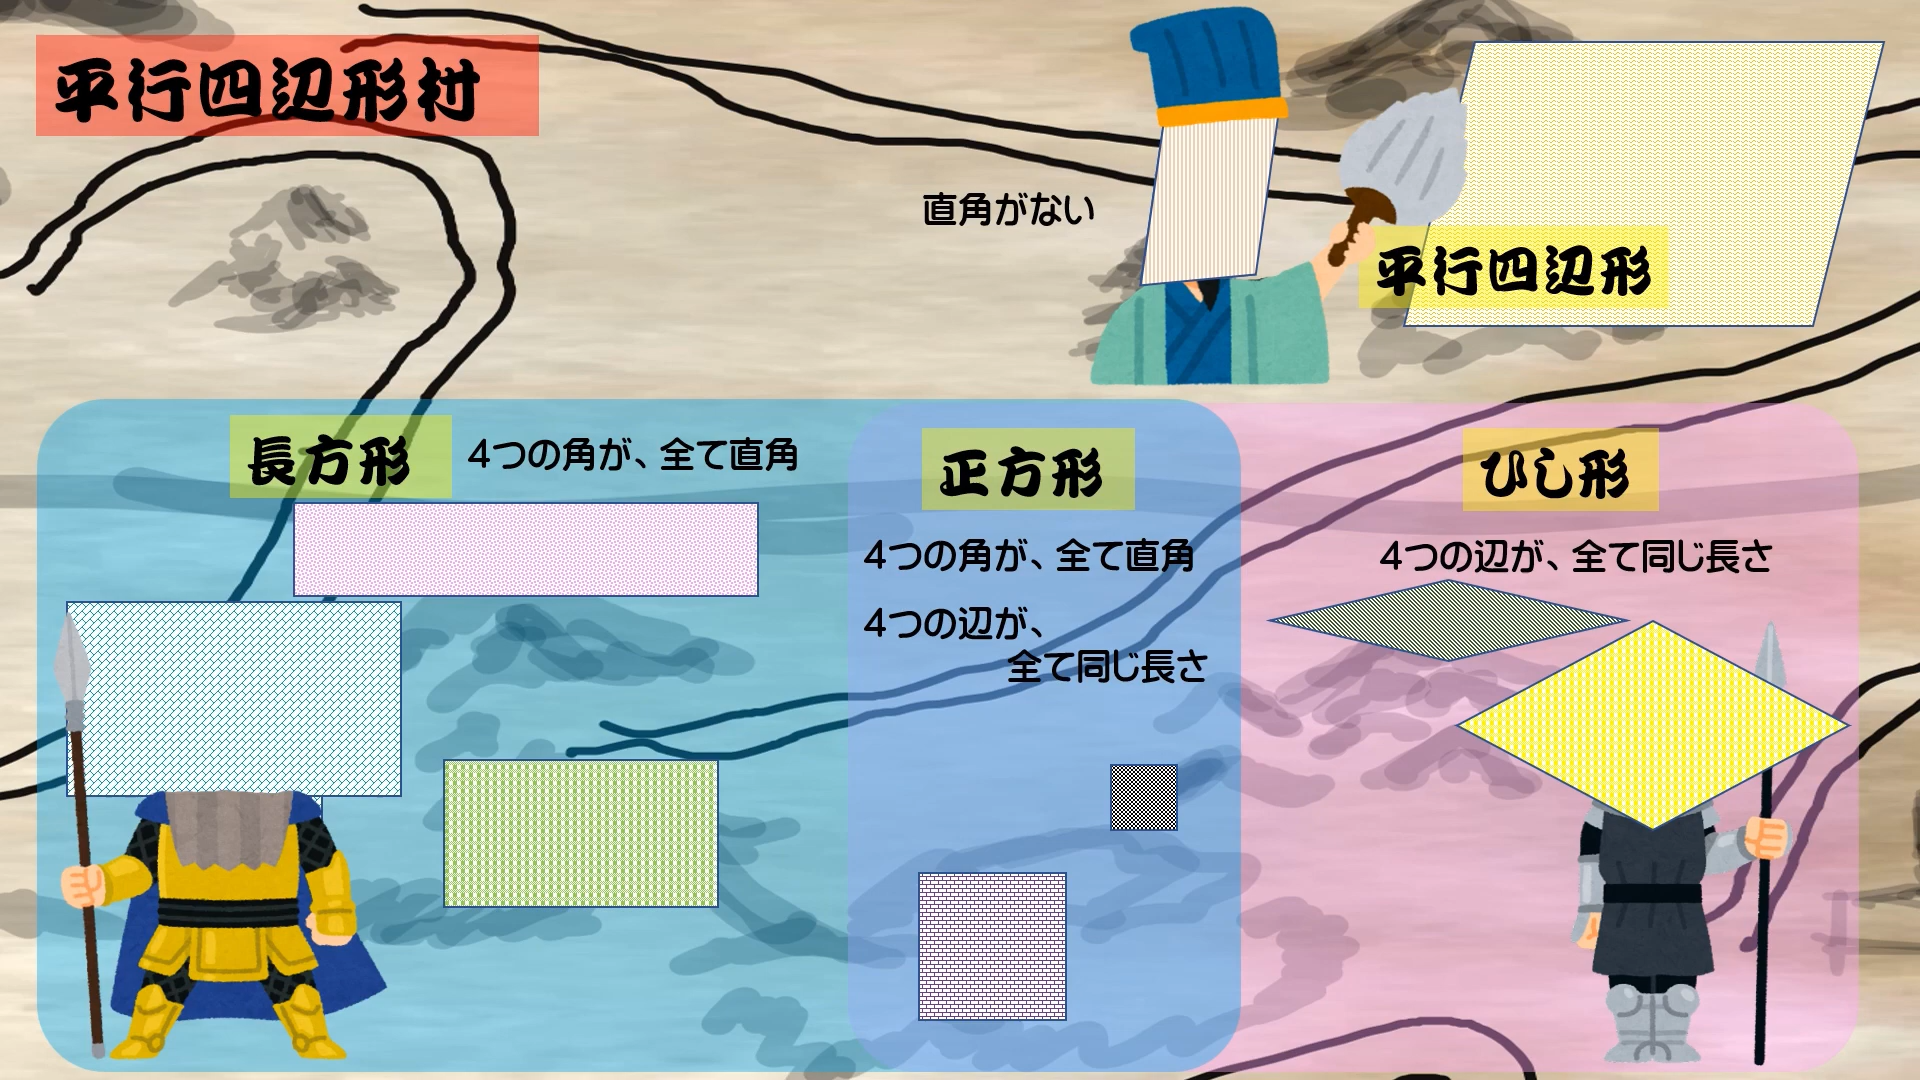 平行四辺形村
直角がない
平行四辺形
長方形
4つの角が、全て直角
正方形
4つの角が、全て直角
4つの辺が、
全て同じ長さ
ひし形
4つの辺が、全て同じ長さ